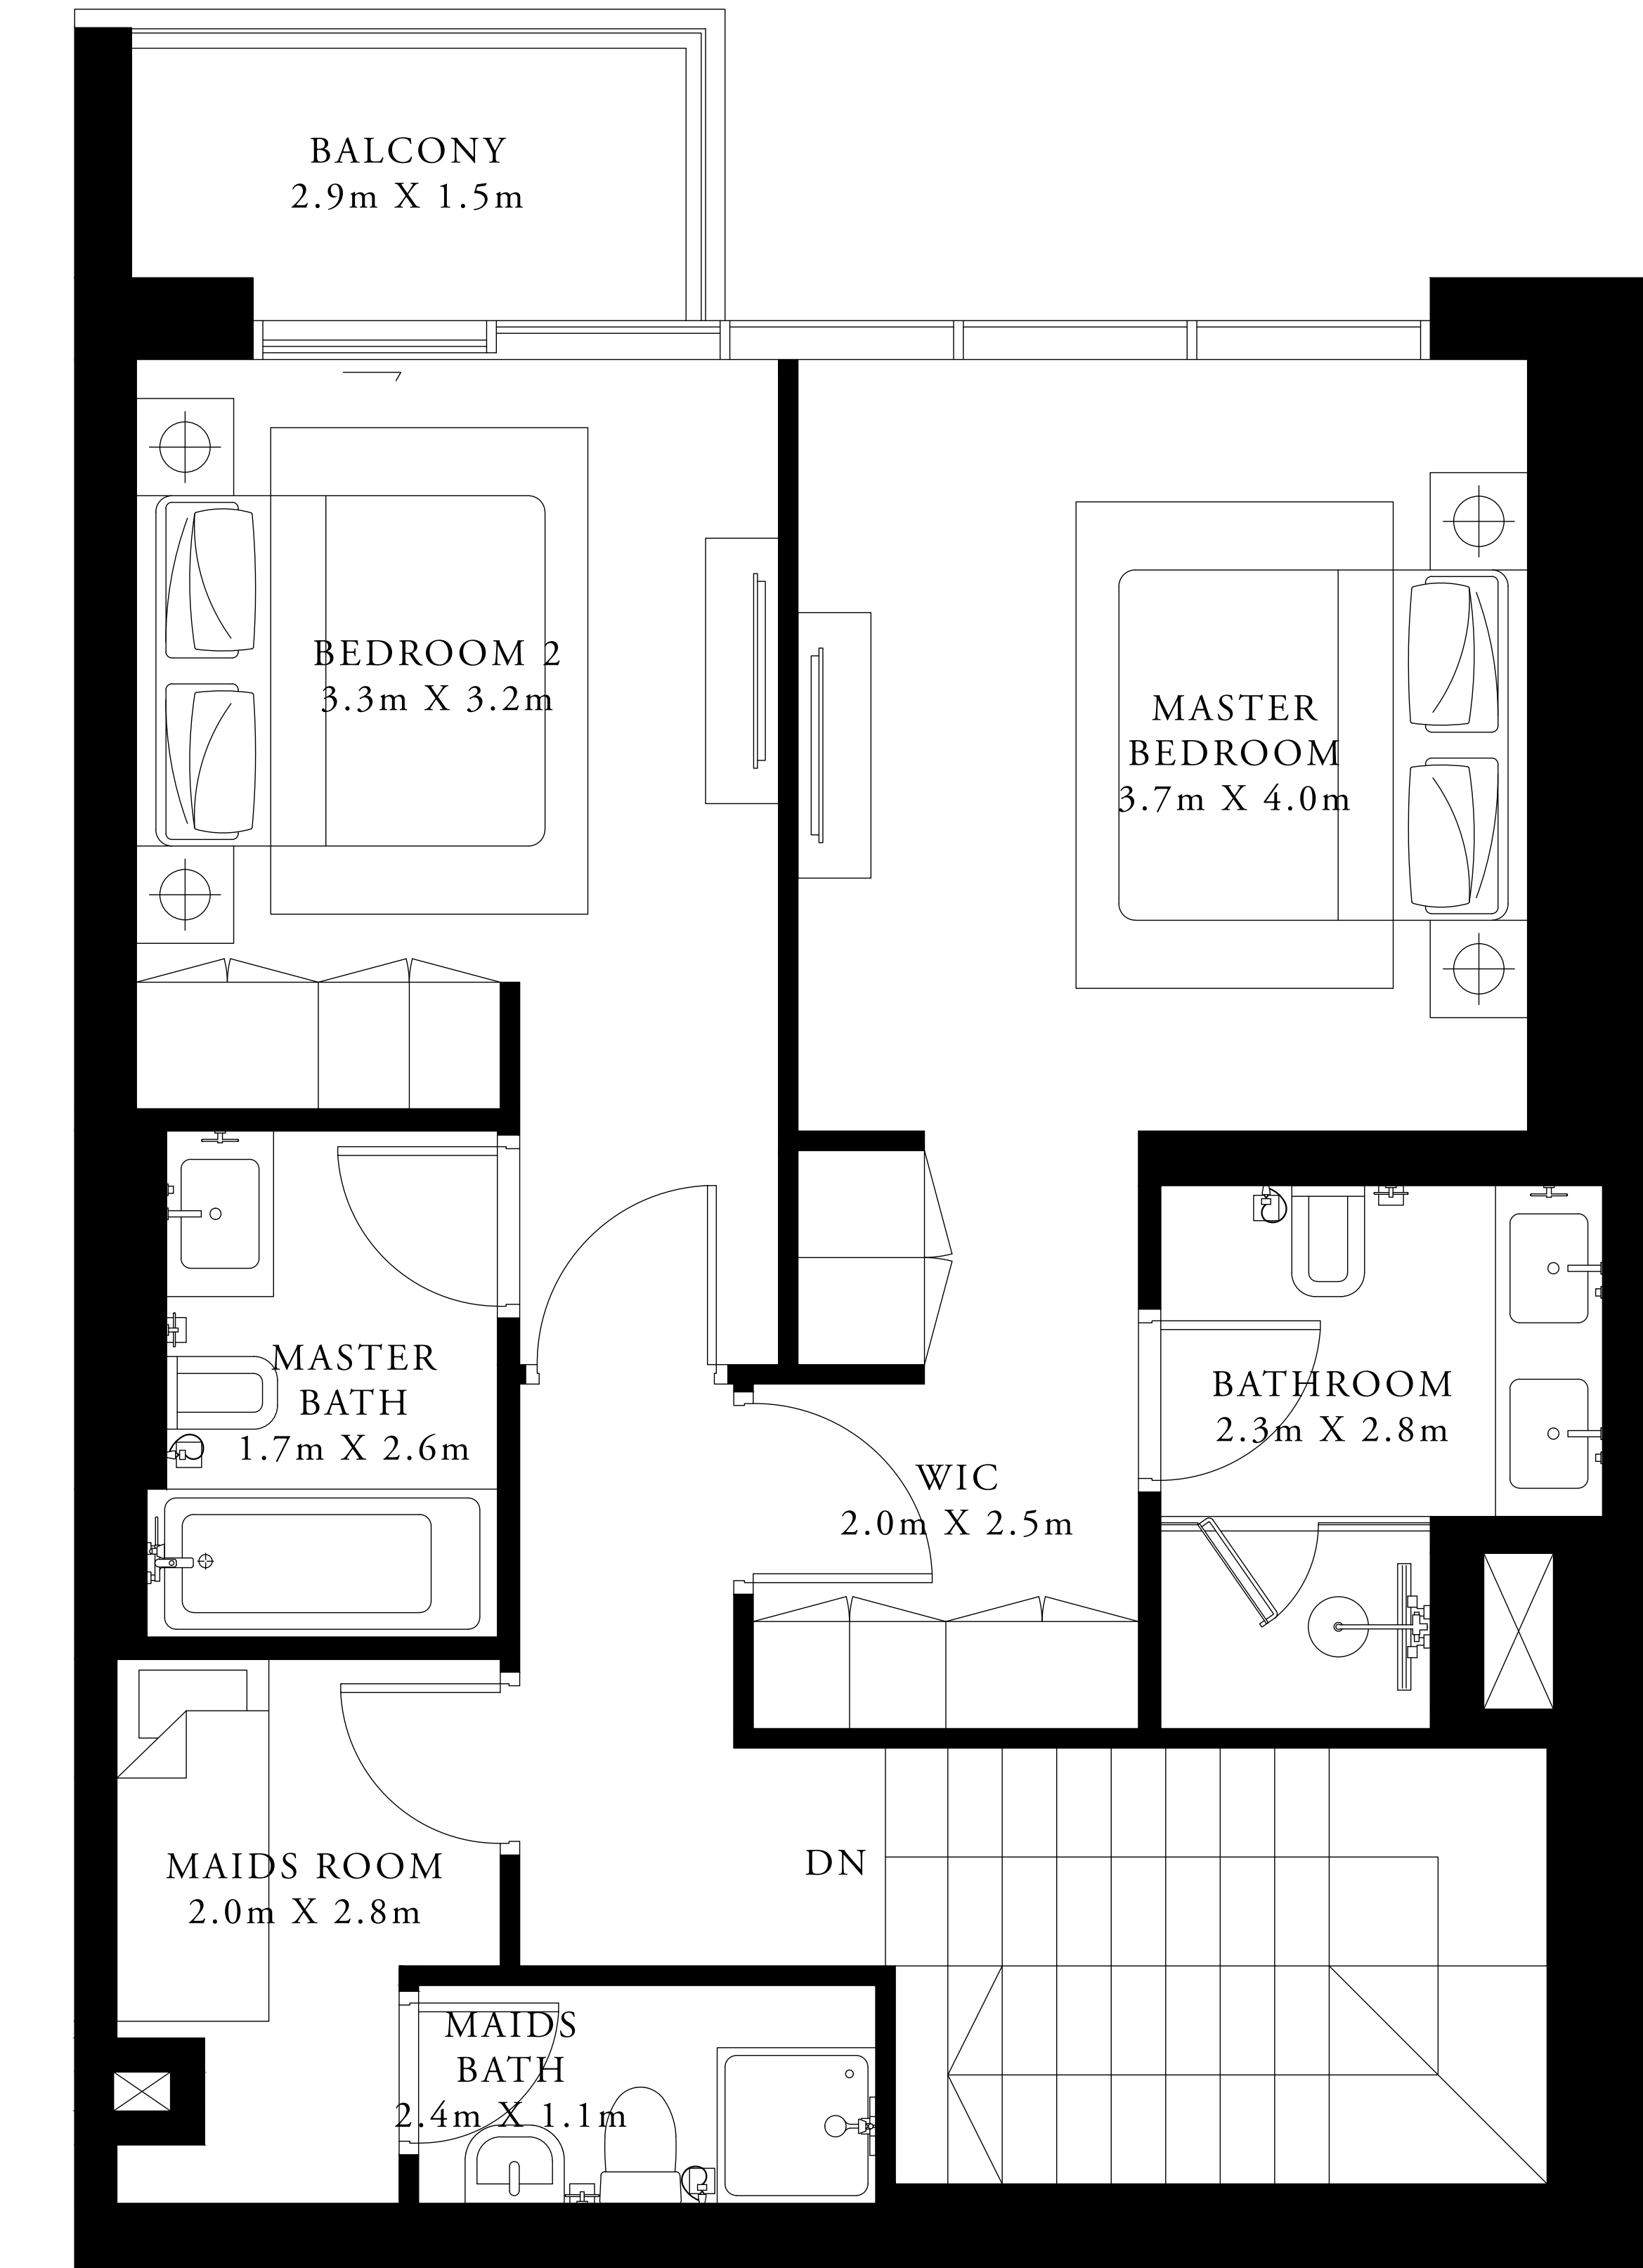 BALCONY
2.9m X 1.5m
BEDROOM 2
3.3m X 3.2m
MASTER
BEDROOM
3.7m X 4.0m
MASTER
BATH
1.7m X 2.6m
BATHROOM
2.3m X 2.8m
WIC
2.0m X 2.5m
MAIDS ROOM
2.0m X 2.8m
DN
MAIDS
BATH
2.4m X 1.1m